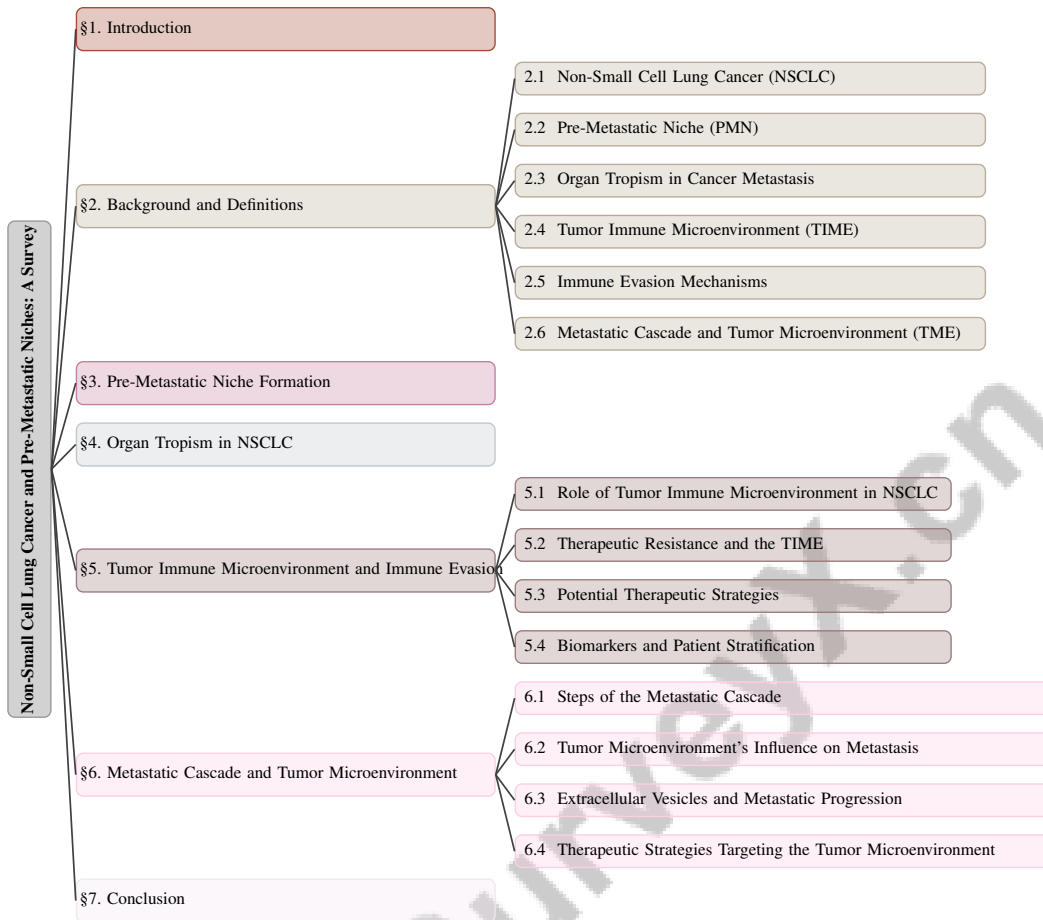 Non-Small Cell Lung Cancer and Pre-Metastatic Niches: A Survey
§1. Introduction
§2. Background and Definitions
2.1 Non-Small Cell Lung Cancer (NSCLC)
2.2 Pre-Metastatic Niche (PMN)
2.3 Organ Tropism in Cancer Metastasis
2.4 Tumor Immune Microenvironment (TIME)
2.5 Immune Evasion Mechanisms
2.6 Metastatic Cascade and Tumor Microenvironment (TME)
§3. Pre-Metastatic Niche Formation
§4. Organ Tropism in NSCLC
§5. Tumor Immune Microenvironment and Immune Evasion
5.1 Role of Tumor Immune Microenvironment in NSCLC
5.2 Therapeutic Resistance and the TIME
5.3 Potential Therapeutic Strategies
5.4 Biomarkers and Patient Stratification
§6. Metastatic Cascade and Tumor Microenvironment
6.1 Steps of the Metastatic Cascade
6.2 Tumor Microenvironment's Influence on Metastasis
6.3 Extracellular Vesicles and Metastatic Progression
6.4 Therapeutic Strategies Targeting the Tumor Microenvironment
§7. Conclusion
urveyx.cn